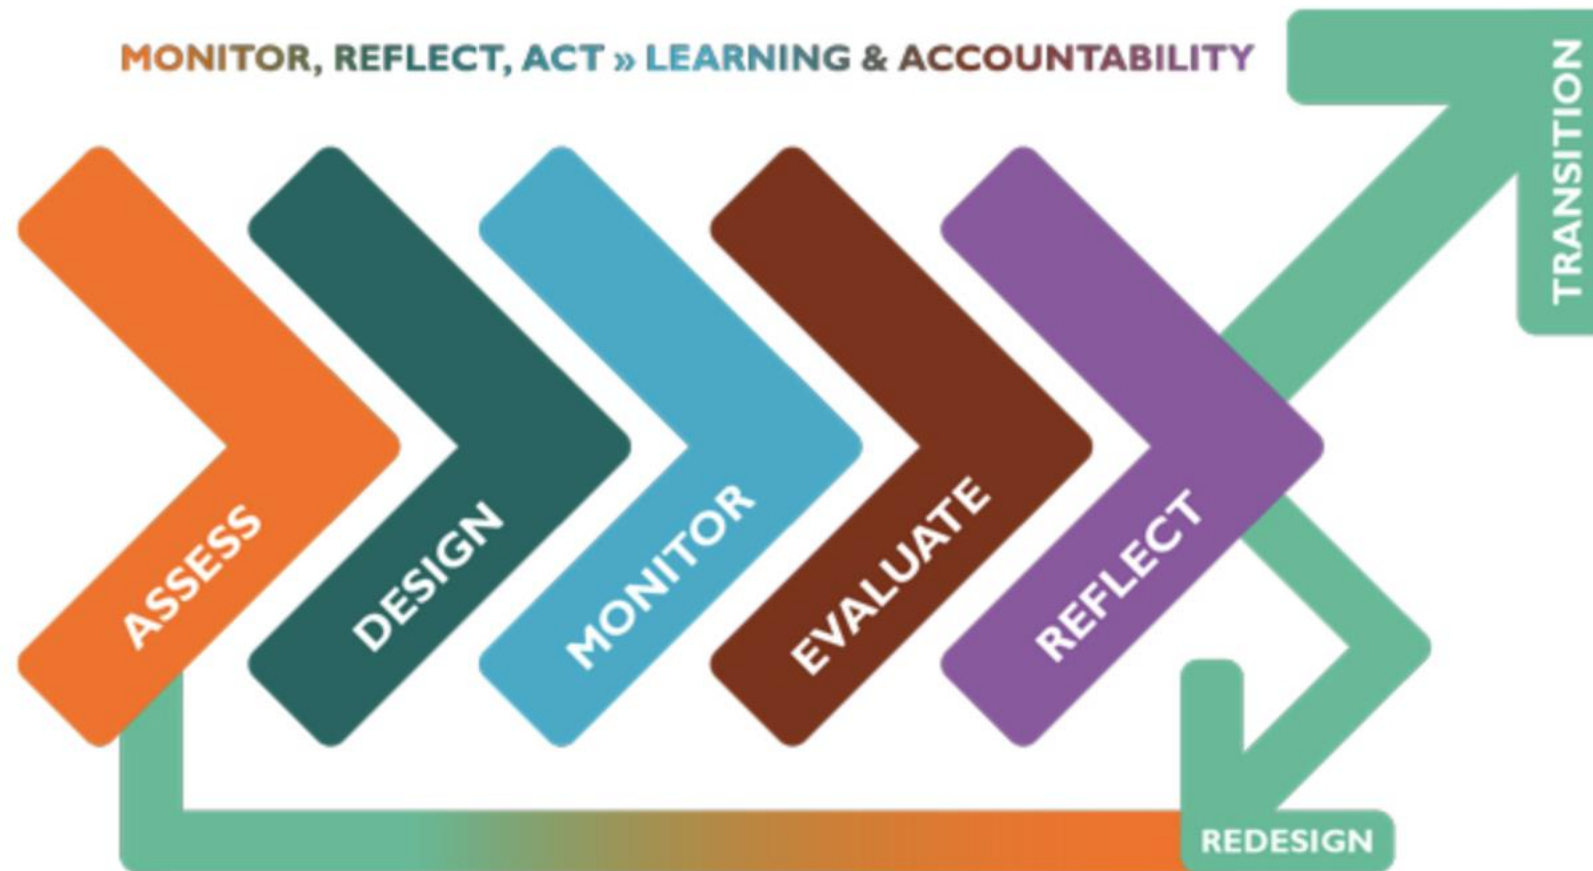 MONITOR, REFLECT, ACT » LEARNING & ACCOUNTABILITY
TRANSITION
ASSESS
DESIGN
MONITOR
EVALUATE
REFLECT
REDESIGN